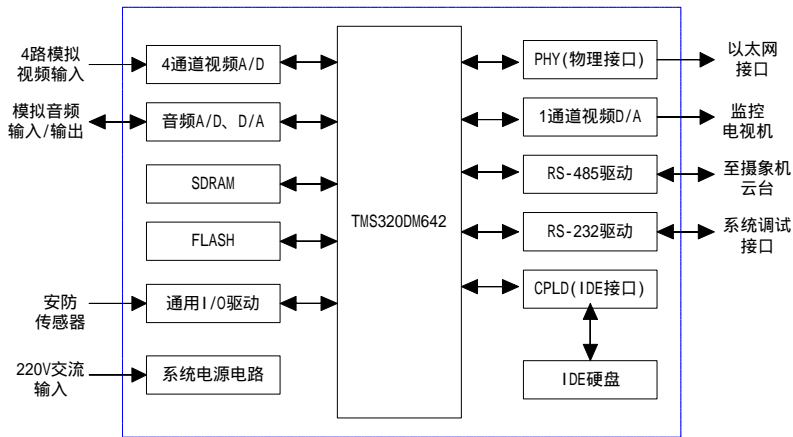 4路模拟
视频输入
模拟音频
输入/输出
安防
传感器
220V交流
输入
4通道视频A/D
音频A/D、D/A
SDRAM
FLASH
通用I/O驱动
系统电源电路
TMS320DM642
PHY(物理接口)
1通道视频D/A
RS-485驱动
RS-232驱动
CPLD(IDE接口)
IDE硬盘
以太网
接口
监控
电视机
至摄象机
云台
系统调试
接口